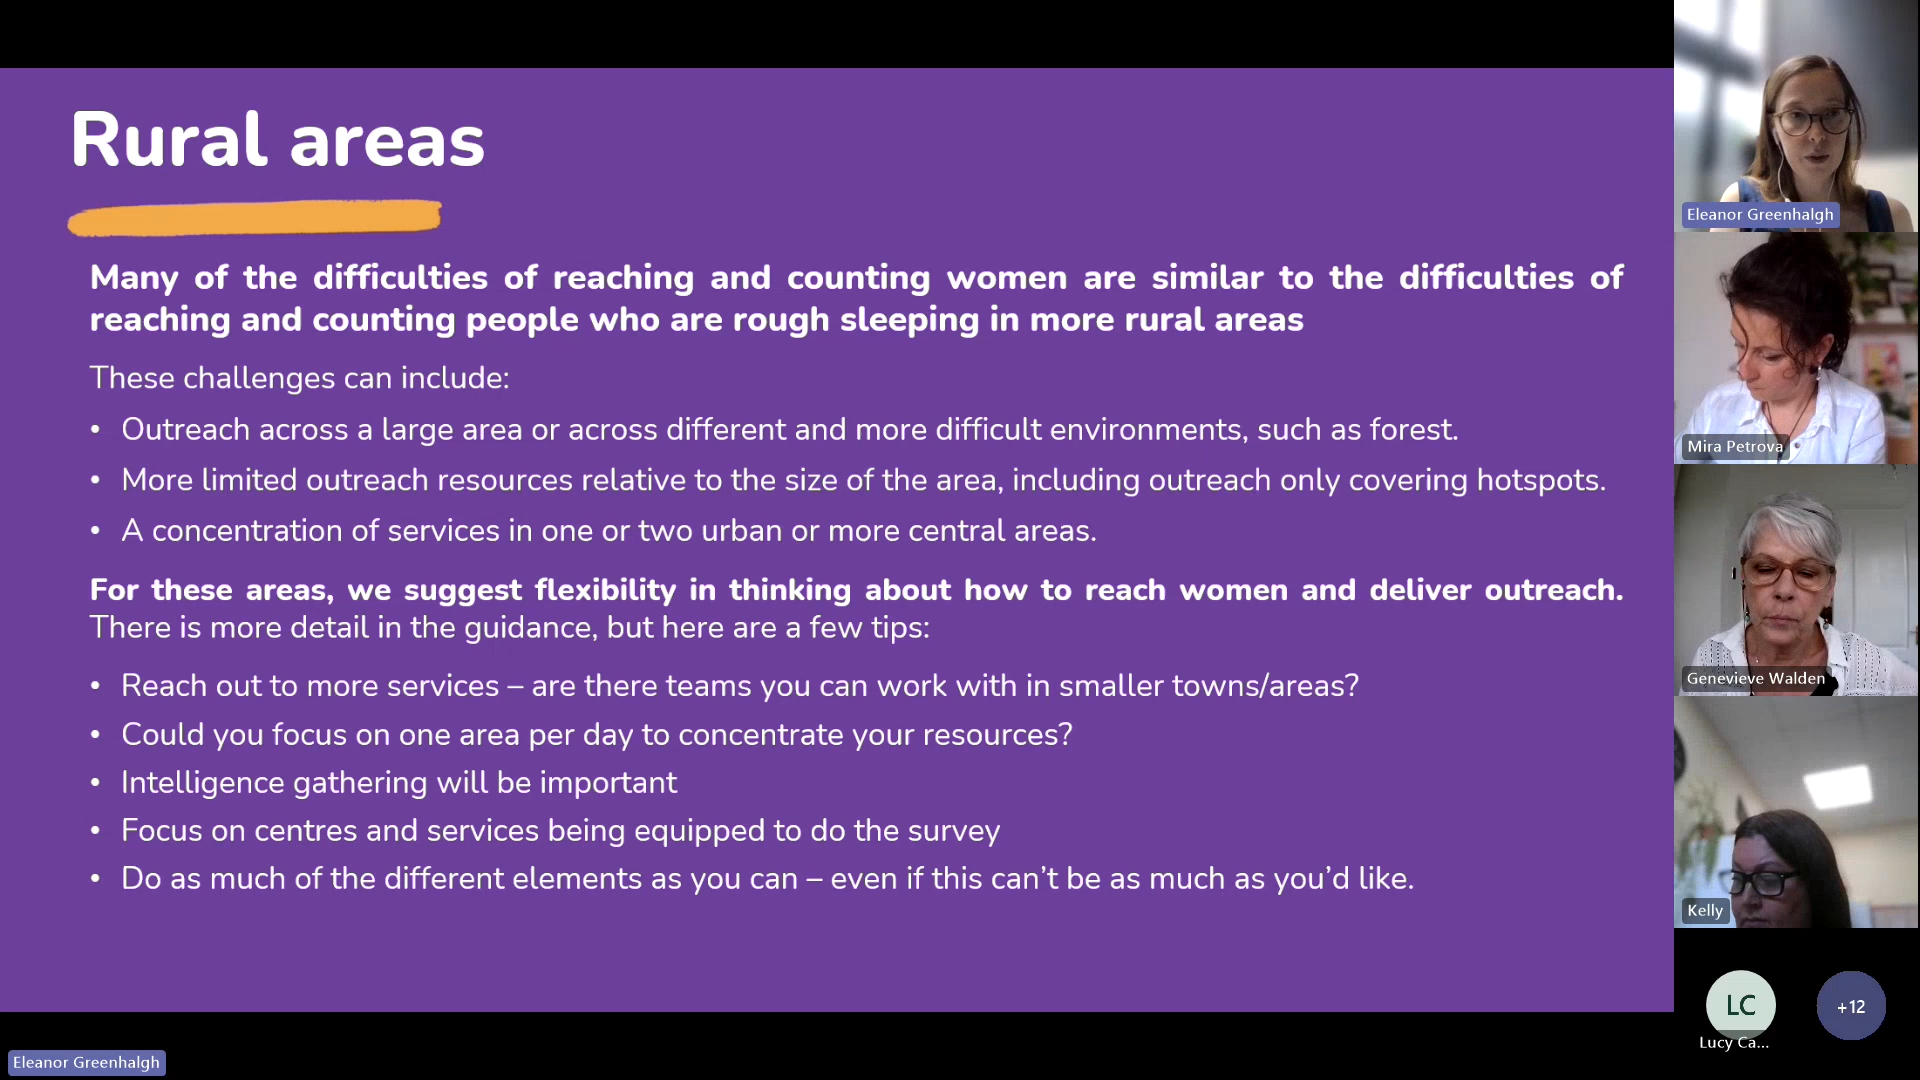 Rural areas
Many of the difficulties of reaching and counting women are similar to the difficulties of
reaching and counting people who are rough sleeping in more rural areas
These challenges can include:
• Outreach across a large area or across different and more difficult environments, such as forest.
• More limited outreach resources relative to the size of the area, including outreach only covering hotspots.
• A concentration of services in one or two urban or more central areas.
For these areas, we suggest flexibility in thinking about how to reach women and deliver outreach.
There is more detail in the guidance, but here are a few tips:
• Reach out to more services – are there teams you can work with in smaller towns/areas?
• Could you focus on one area per day to concentrate your resources?
• Intelligence gathering will be important
• Focus on centres and services being equipped to do the survey
• Do as much of the different elements as you can – even if this can’t be as much as you’d like.
Eleanor Greenhalgh
Eleanor Greenhalgh
Mira Petrova
Genevieve Walden
Kelly
LC
Lucy Ca...
+12